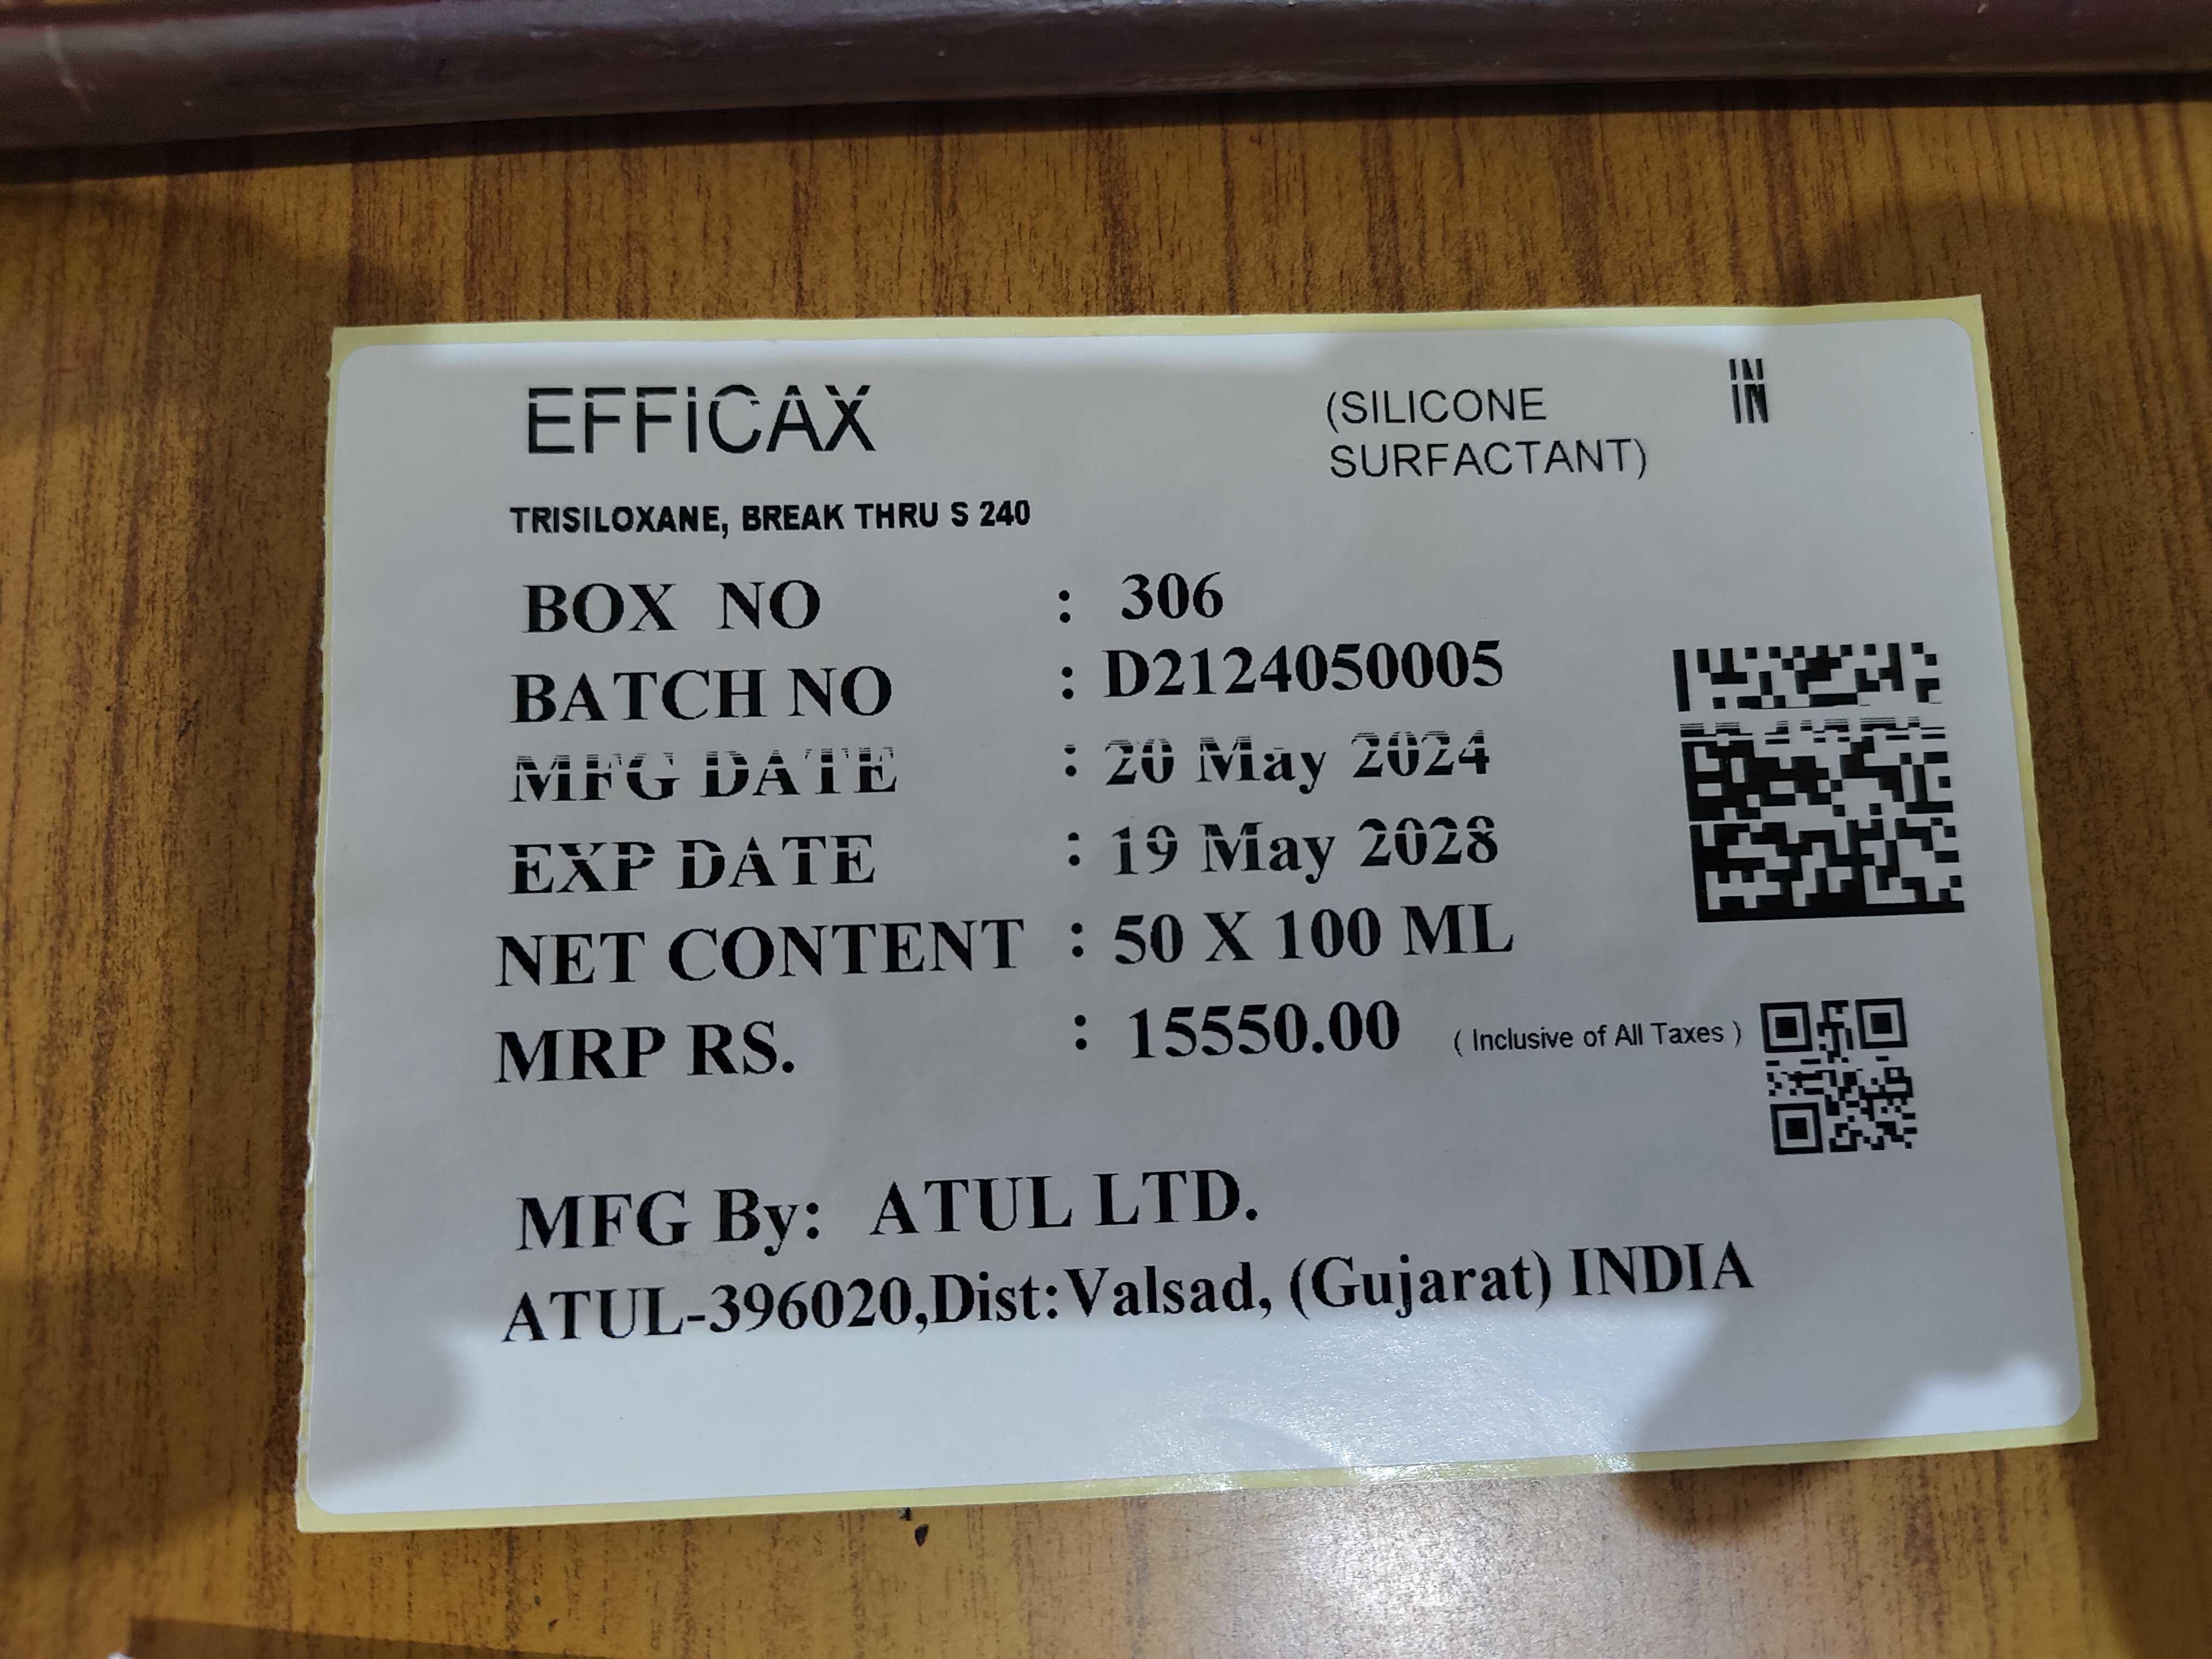 EFFiCAX
(SILICONE
SURFACTANT)
IN
TRISILOXANE, BREAK THRU S 240
BOX NO : 306
BATCH NO : D2124050005
MFG DATE : 20 May 2024
EXP DATE : 19 May 2028
NET CONTENT : 50 X 100 ML
MRP RS. : 15550.00 ( Inclusive of All Taxes )
MFG By: ATUL LTD.
ATUL-396020,Dist:Valsad, (Gujarat) INDIA